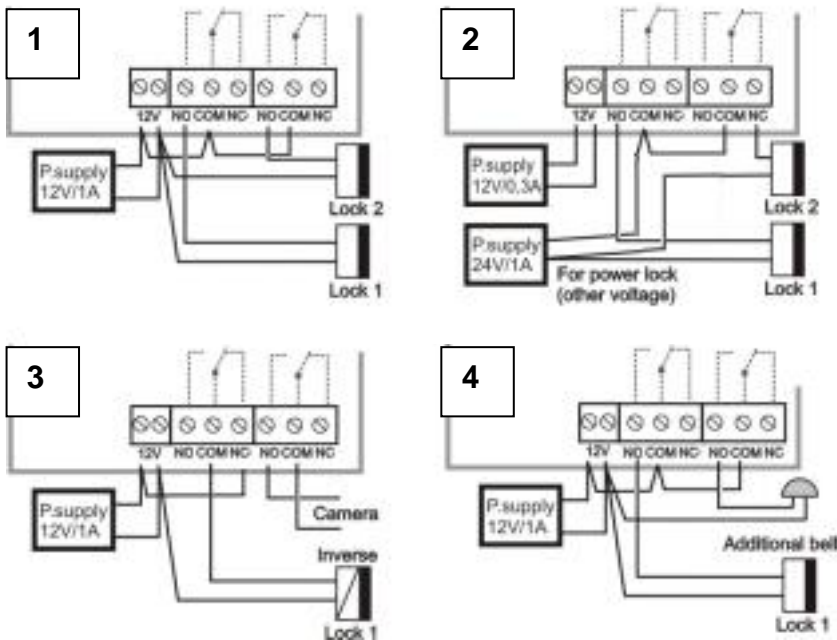 1
12V NO COM NC NO COM NC
P.supply
12V/1A
Lock 2
Lock 1
2
12V NO COM NC NO COM NC
P.supply
12V/0,3A
Lock 2
P.supply
24V/1A
For power lock
(other voltage)
Lock 1
3
12V NO COM NC NO COM NC
P.supply
12V/1A
Camera
Inverse
Lock 1
4
12V NO COM NC NO COM NC
P.supply
12V/1A
Additional bell
Lock 1